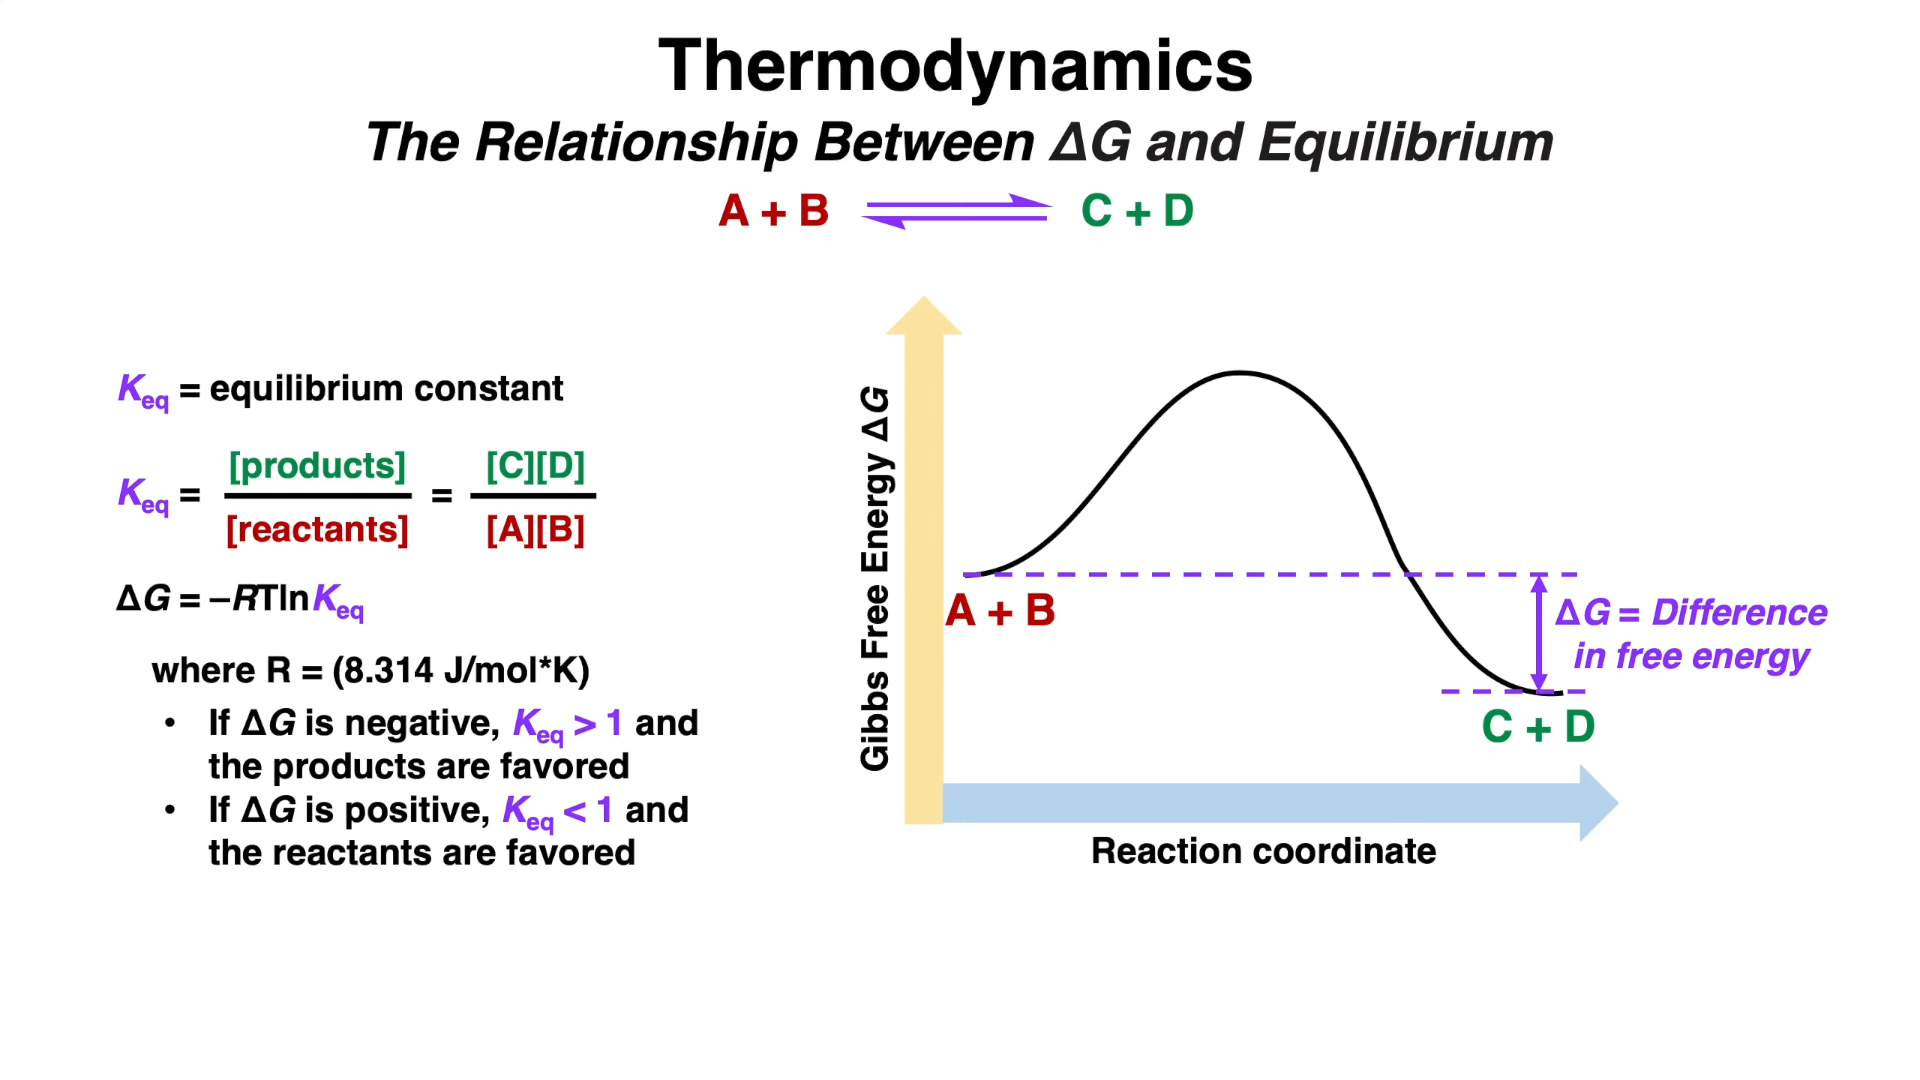 Thermodynamics
The Relationship Between ΔG and Equilibrium
A + B ⇌ C + D
Keq = equilibrium constant
Keq = [products] / [reactants] = [C][D] / [A][B]
ΔG = –RTlnKeq
where R = (8.314 J/mol*K)
• If ΔG is negative, Keq > 1 and
the products are favored
• If ΔG is positive, Keq < 1 and
the reactants are favored
Gibbs Free Energy ΔG
A + B
ΔG = Difference
in free energy
C + D
Reaction coordinate